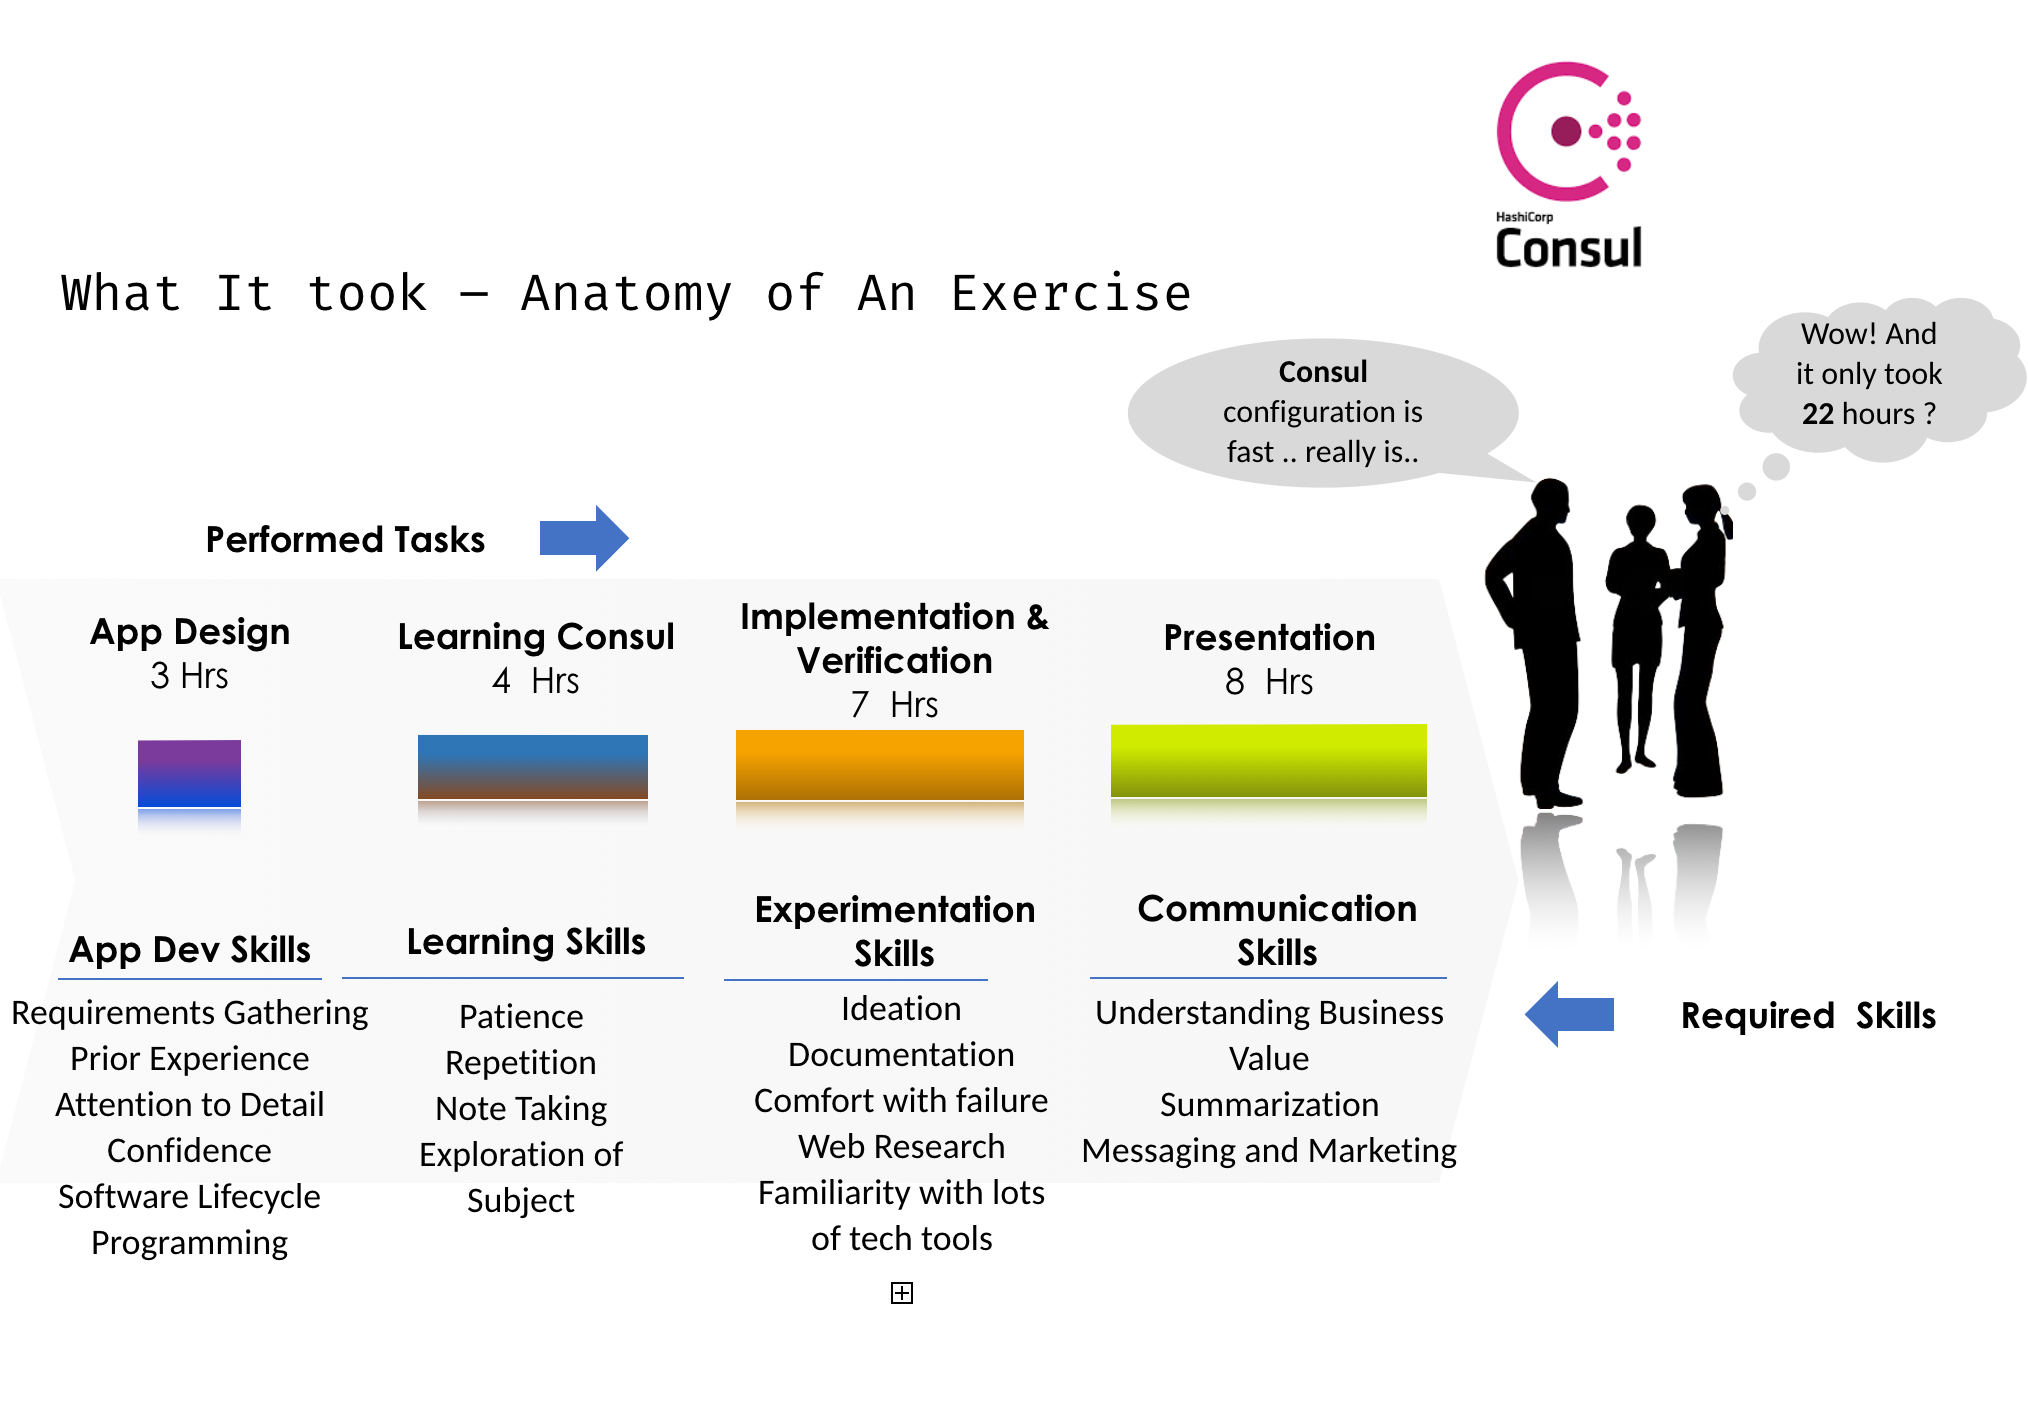 HashiCorp
Consul
What It took – Anatomy of An Exercise
Wow! And
it only took
22 hours ?
Consul
configuration is
fast .. really is..
Performed Tasks
App Design
3 Hrs
Learning Consul
4  Hrs
Implementation &
Verification
7  Hrs
Presentation
8  Hrs
App Dev Skills
Requirements Gathering
Prior Experience
Attention to Detail
Confidence
Software Lifecycle
Programming
Learning Skills
Patience
Repetition
Note Taking
Exploration of
Subject
Experimentation
Skills
Ideation
Documentation
Comfort with failure
Web Research
Familiarity with lots
of tech tools
Communication
Skills
Understanding Business
Value
Summarization
Messaging and Marketing
Required  Skills